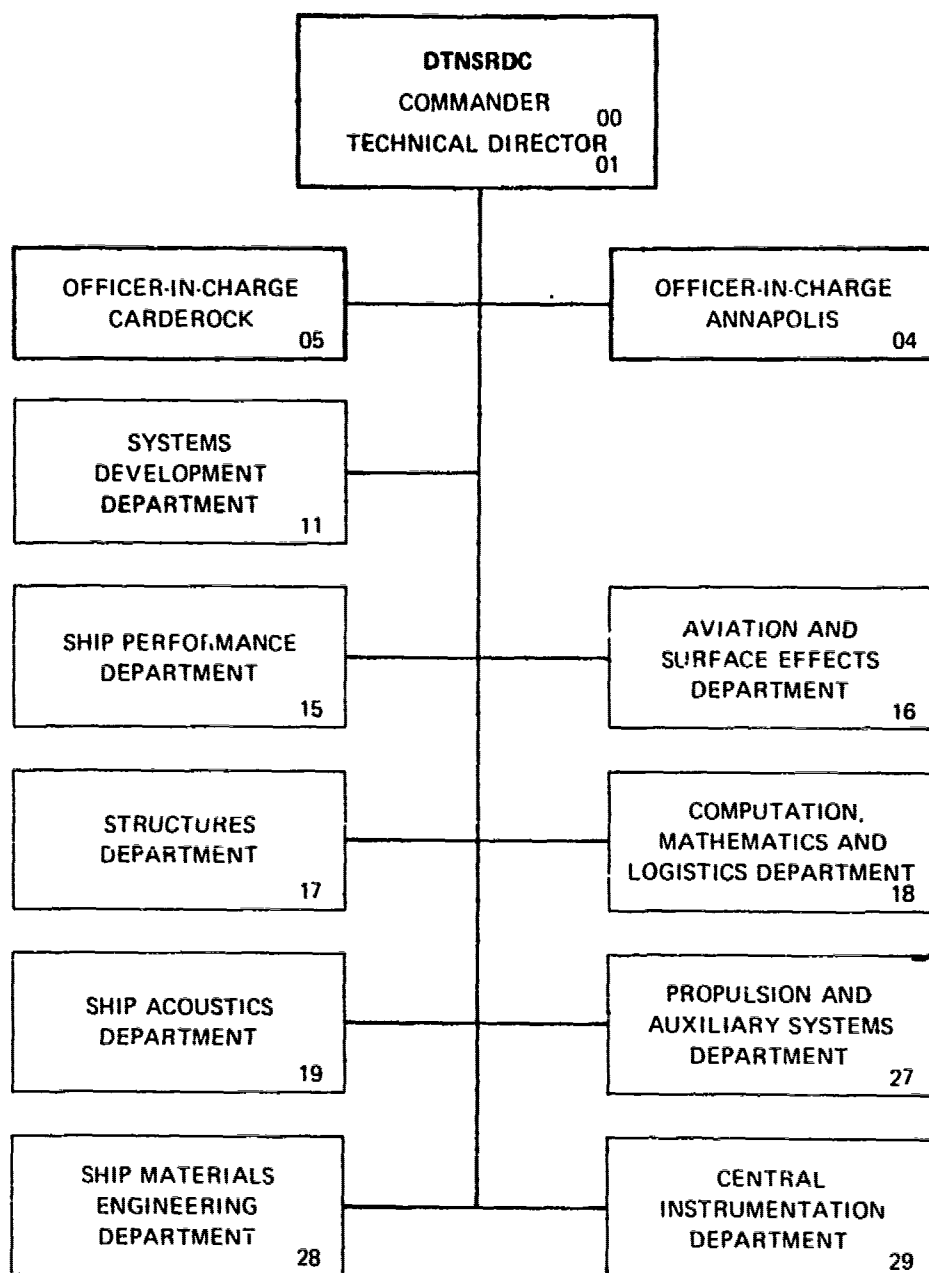 DTNSRDC
COMMANDER
00
TECHNICAL DIRECTOR
01
OFFICER-IN-CHARGE
CARDEROCK
05
OFFICER-IN-CHARGE
ANNAPOLIS
04
SYSTEMS
DEVELOPMENT
DEPARTMENT
11
SHIP PERFORMANCE
DEPARTMENT
15
AVIATION AND
SURFACE EFFECTS
DEPARTMENT
16
STRUCTURES
DEPARTMENT
17
COMPUTATION,
MATHEMATICS AND
LOGISTICS DEPARTMENT
18
SHIP ACOUSTICS
DEPARTMENT
19
PROPULSION AND
AUXILIARY SYSTEMS
DEPARTMENT
27
SHIP MATERIALS
ENGINEERING
DEPARTMENT
28
CENTRAL
INSTRUMENTATION
DEPARTMENT
29